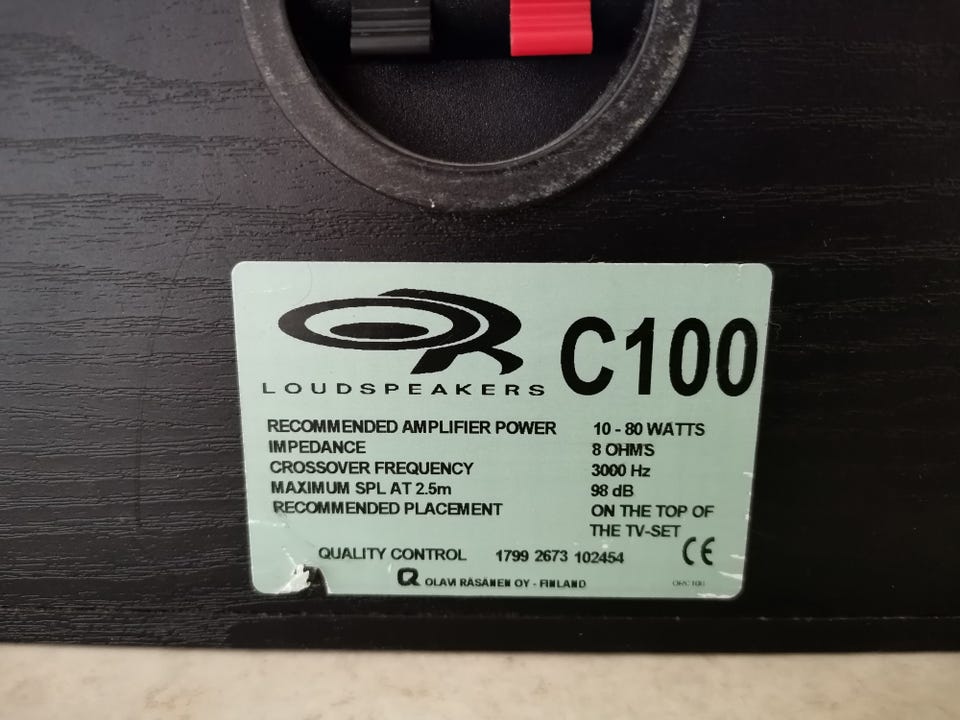 OR
LOUDSPEAKERS
C100
RECOMMENDED AMPLIFIER POWER 10 - 80 WATTS
IMPEDANCE 8 OHMS
CROSSOVER FREQUENCY 3000 Hz
MAXIMUM SPL AT 2.5m 98 dB
RECOMMENDED PLACEMENT ON THE TOP OF
THE TV-SET
CE
QUALITY CONTROL 1799 2673 102454
OLAVI RÄSÄNEN OY - FINLAND
ORC100